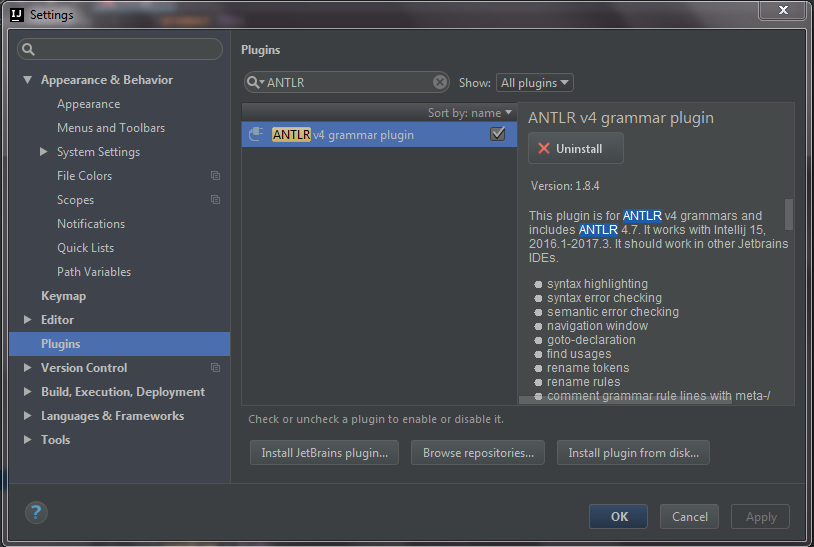 Settings
Appearance & Behavior
Appearance
Menus and Toolbars
System Settings
File Colors
Scopes
Notifications
Quick Lists
Path Variables
Keymap
Editor
Plugins
Version Control
Build, Execution, Deployment
Languages & Frameworks
Tools
Plugins
ANTLR
Show: All plugins
Sort by: name
ANTLR v4 grammar plugin
ANTLR v4 grammar plugin
Uninstall
Version: 1.8.4
This plugin is for ANTLR v4 grammars and
includes ANTLR 4.7. It works with Intellij 15,
2016.1-2017.3. It should work in other Jetbrains
IDEs.
syntax highlighting
syntax error checking
semantic error checking
navigation window
goto-declaration
find usages
rename tokens
rename rules
comment grammar rule lines with meta-/
Check or uncheck a plugin to enable or disable it.
Install JetBrains plugin...
Browse repositories...
Install plugin from disk...
?
OK
Cancel
Apply